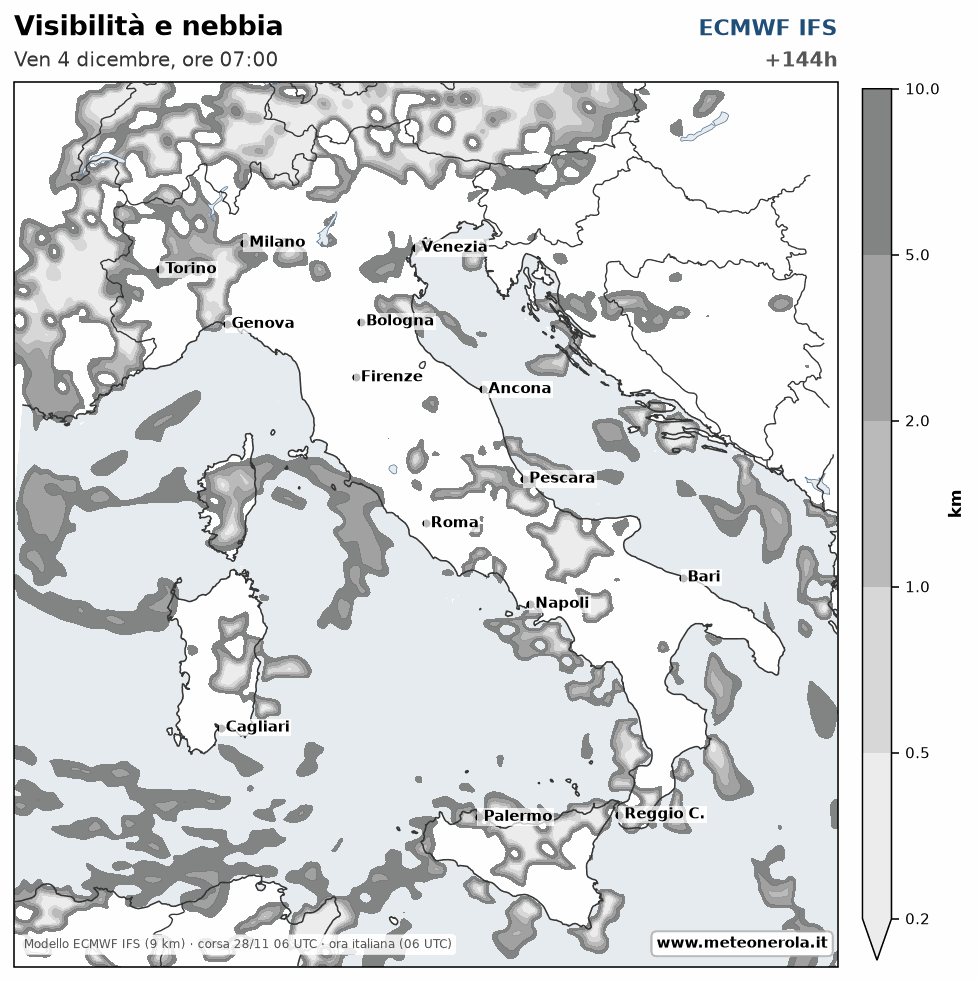 Visibilità e nebbia
ECMWF IFS
Ven 4 dicembre, ore 07:00
+144h
10.0
5.0
2.0
1.0
0.5
0.2
km
Milano
Venezia
Torino
Genova
Bologna
Firenze
Ancona
Pescara
Roma
Bari
Napoli
Cagliari
Palermo
Reggio C.
Modello ECMWF IFS (9 km) · corsa 28/11 06 UTC · ora italiana (06 UTC)
www.meteonerola.it